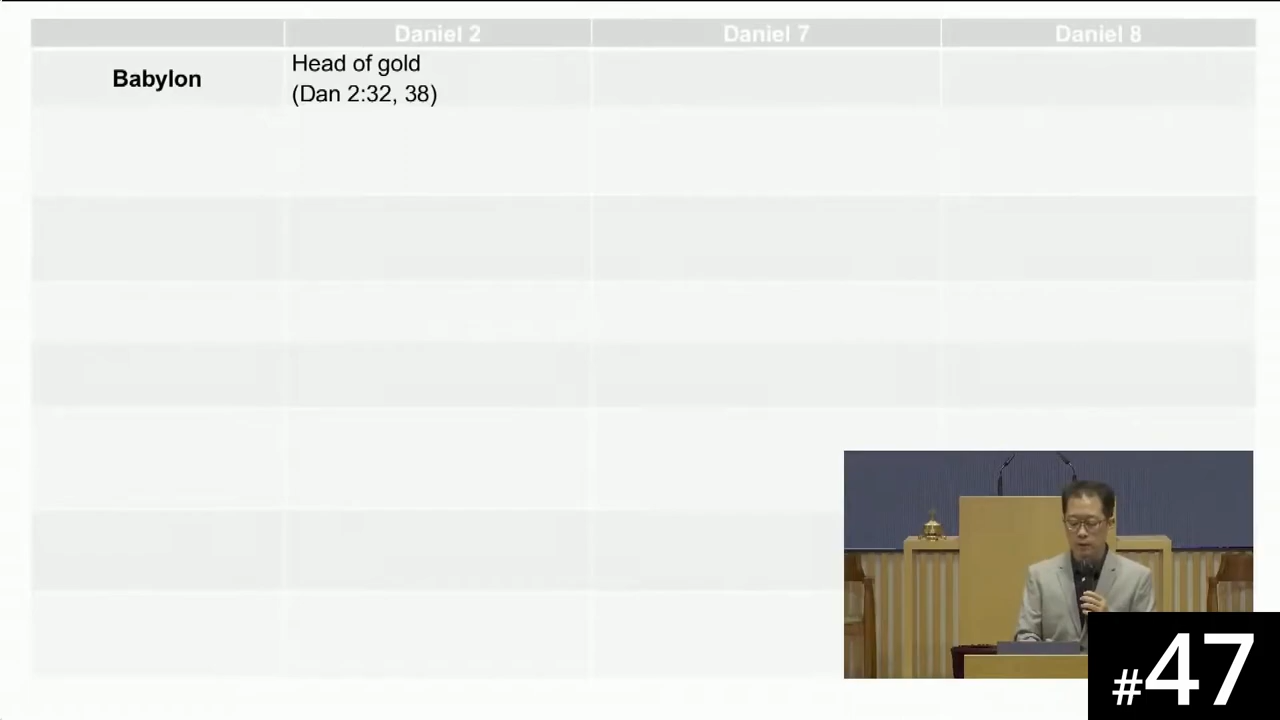 Daniel 2
Daniel 7
Daniel 8
Babylon
Head of gold
(Dan 2:32, 38)
#47